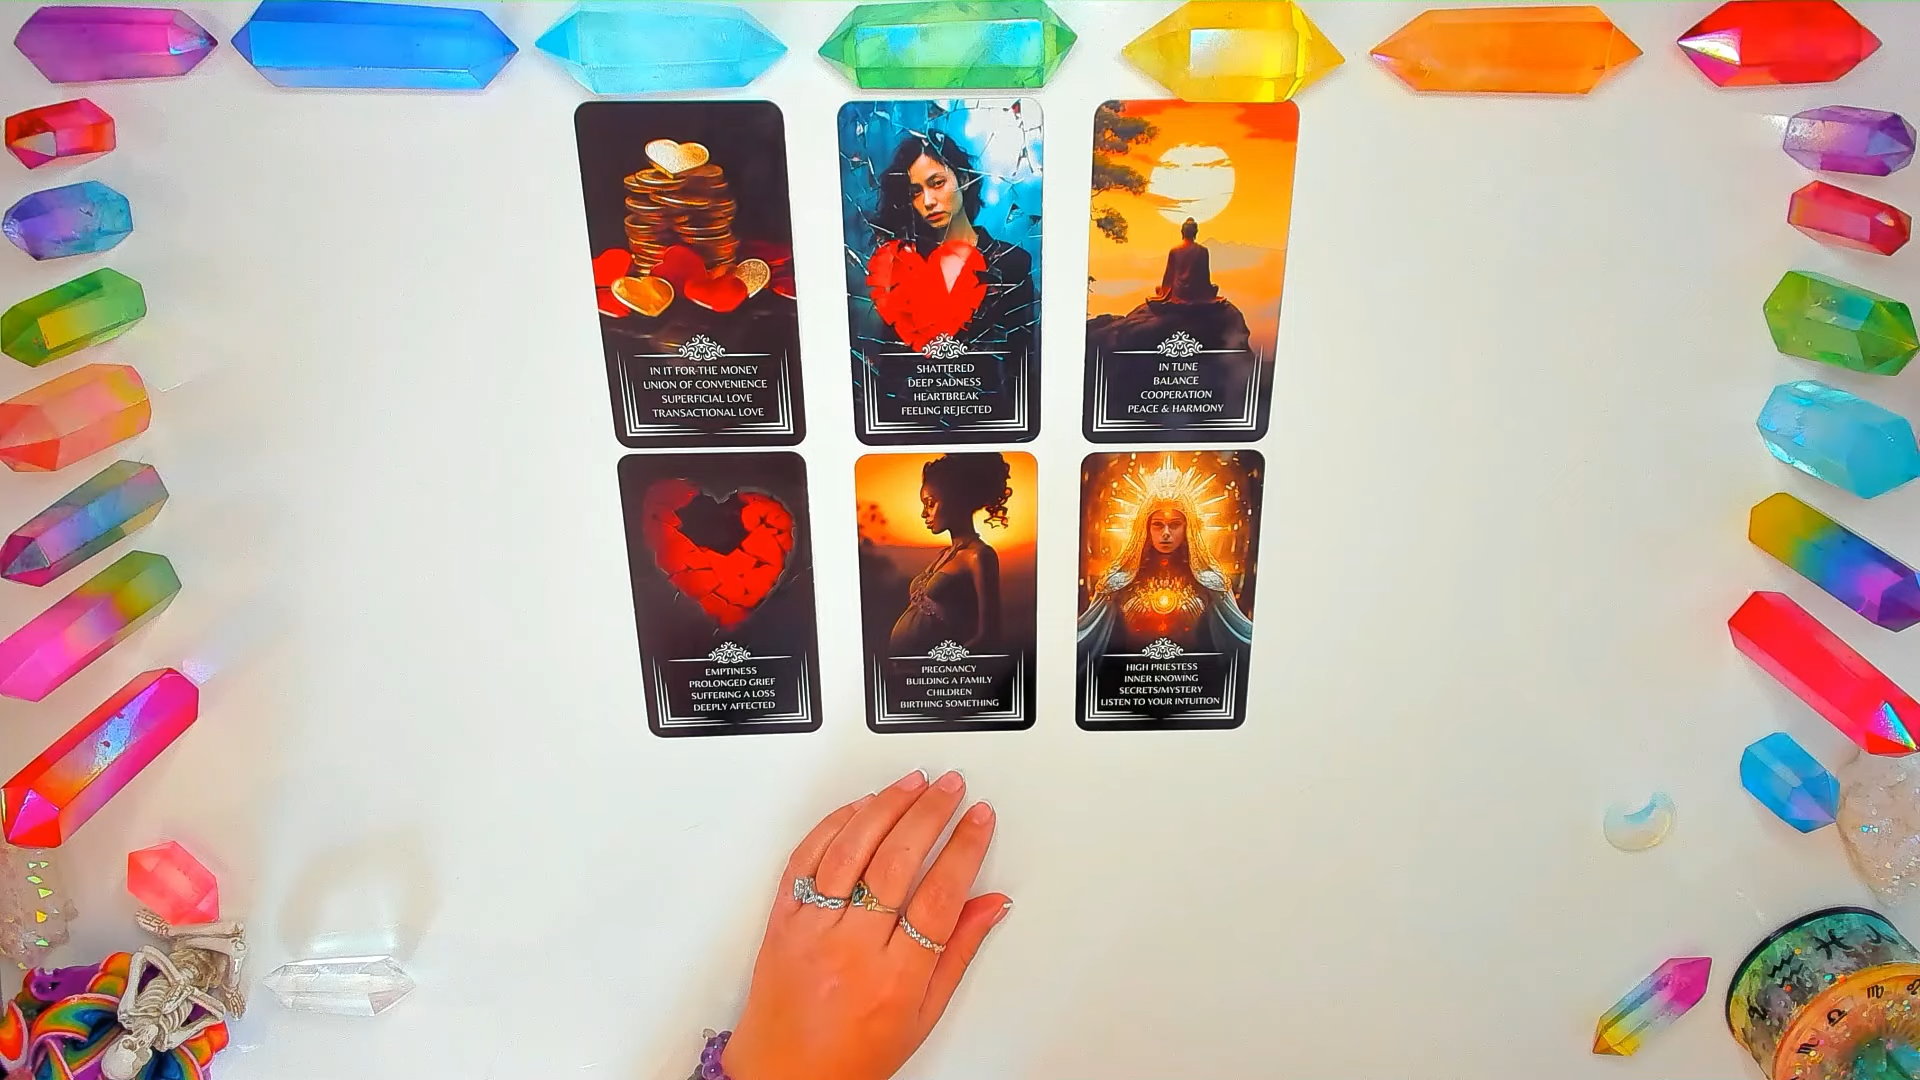 IN IT FOR THE MONEY
UNION OF CONVENIENCE
SUPERFICIAL LOVE
TRANSACTIONAL LOVE
SHATTERED
DEEP SADNESS
HEARTBREAK
FEELING REJECTED
IN TUNE
BALANCE
COOPERATION
PEACE & HARMONY
EMPTINESS
PROLONGED GRIEF
SUFFERING A LOSS
DEEPLY AFFECTED
PREGNANCY
BUILDING A FAMILY
CHILDREN
BIRTHING SOMETHING
HIGH PRIESTESS
INNER KNOWING
SECRETS/MYSTERY
LISTEN TO YOUR INTUITION